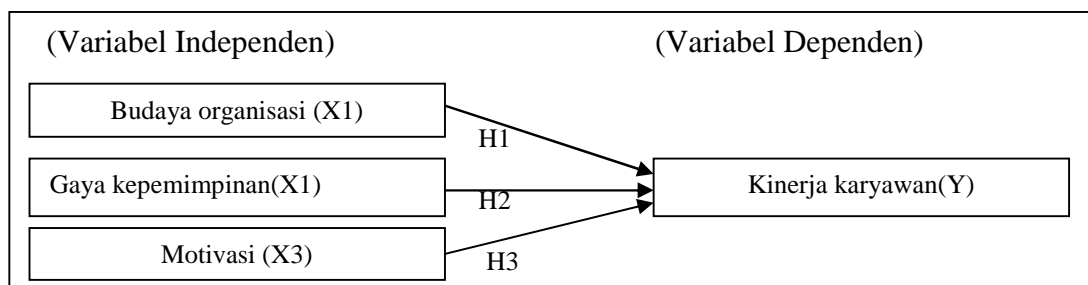 (Variabel Independen)
(Variabel Dependen)
Budaya organisasi (X1)
H1
Gaya kepemimpinan(X1)
H2
Kinerja karyawan(Y)
Motivasi (X3)
H3